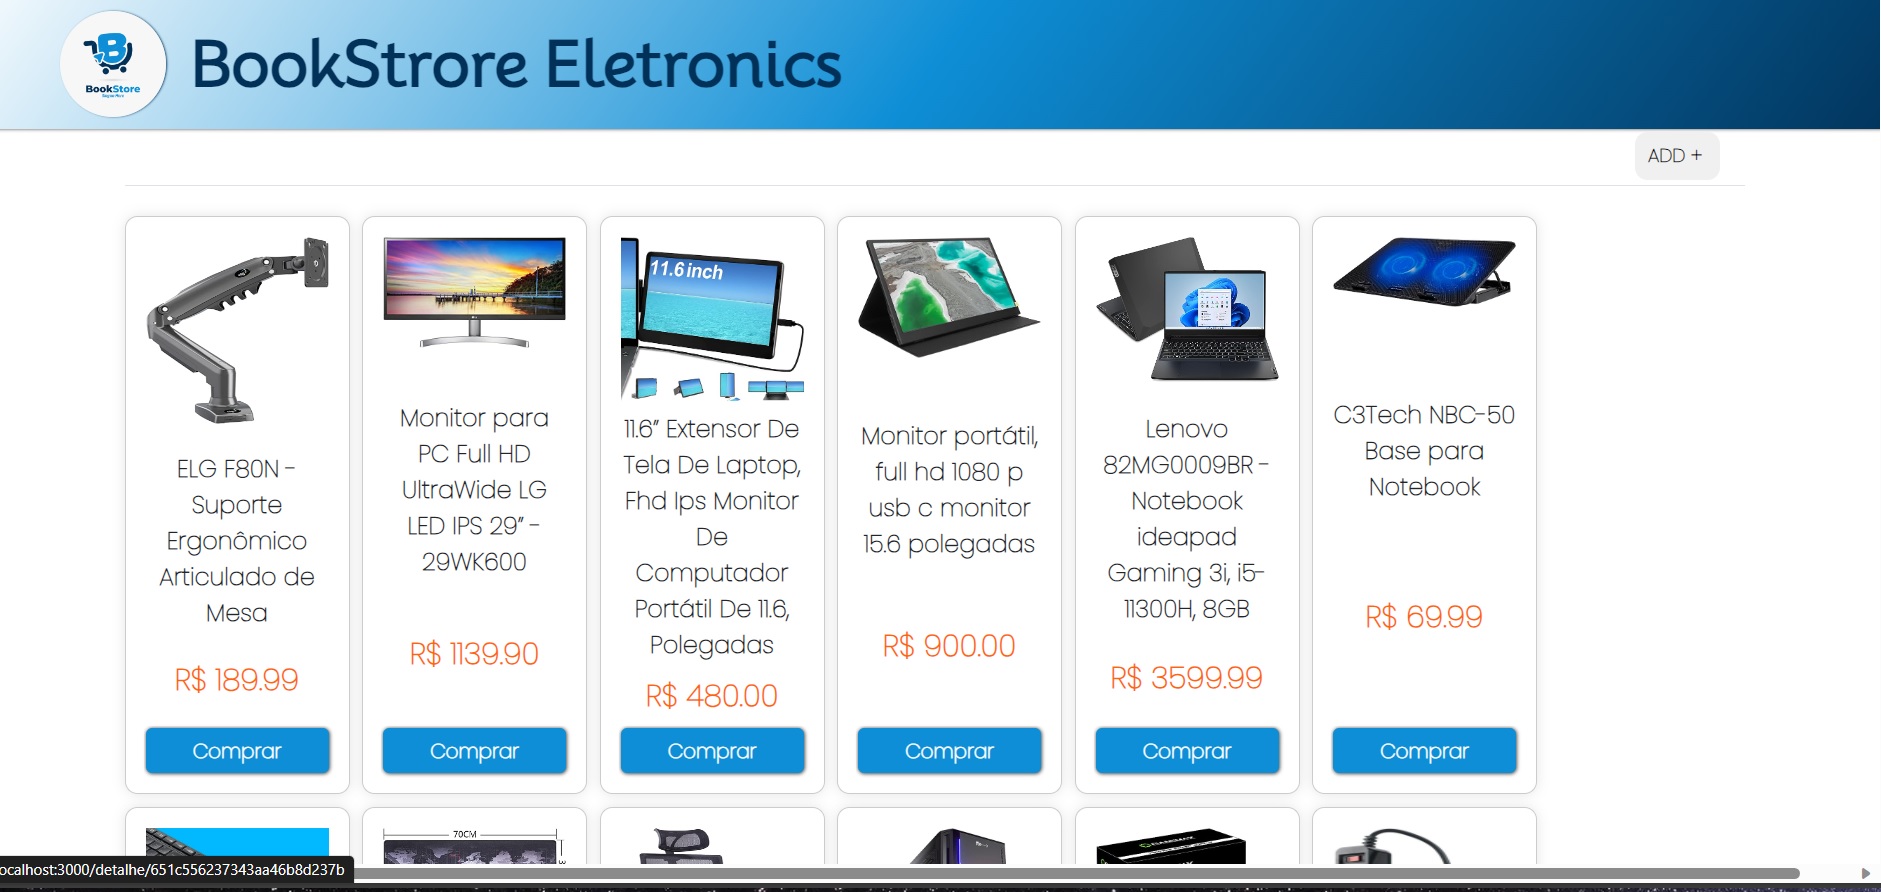 BookStore
BookStrore Eletronics
ADD +
11.6 inch
ELG F80N -
Suporte
Ergonômico
Articulado de
Mesa
R$ 189.99
Comprar
Monitor para
PC Full HD
UltraWide LG
LED IPS 29” -
29WK600
R$ 1139.90
Comprar
11.6” Extensor De
Tela De Laptop,
Fhd Ips Monitor
De
Computador
Portátil De 11.6,
Polegadas
R$ 480.00
Comprar
Monitor portátil,
full hd 1080 p
usb c monitor
15.6 polegadas
R$ 900.00
Comprar
Lenovo
82MG0009BR -
Notebook
ideapad
Gaming 3i, i5-
11300H, 8GB
R$ 3599.99
Comprar
C3Tech NBC-50
Base para
Notebook
R$ 69.99
Comprar
70CM
ocalhost:3000/detalhe/651c556237343aa46b8d237b